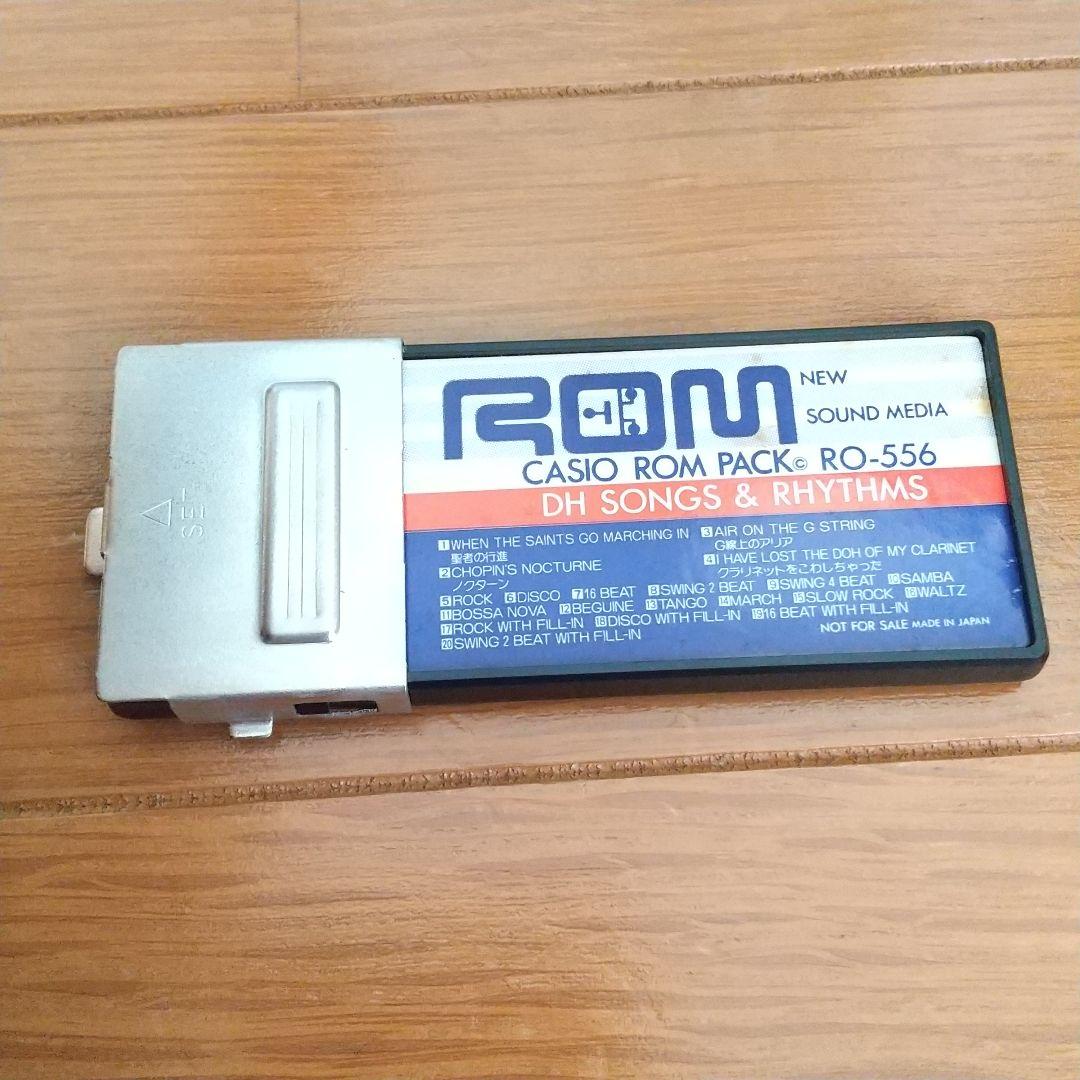 △
SET
ROM NEW
SOUND MEDIA
CASIO ROM PACK© RO-556
DH SONGS & RHYTHMS
1 WHEN THE SAINTS GO MARCHING IN
聖者の行進
2 CHOPIN'S NOCTURNE
ノクターン
3 AIR ON THE G STRING
G線上のアリア
4 I HAVE LOST THE DOH OF MY CLARINET
クラリネットをこわしちゃった
5 ROCK 6 DISCO 7 16 BEAT 8 SWING 2 BEAT 9 SWING 4 BEAT 10 SAMBA
11 BOSSA NOVA 12 BEGUINE 13 TANGO 14 MARCH 15 SLOW ROCK 16 WALTZ
17 ROCK WITH FILL-IN 18 DISCO WITH FILL-IN 19 16 BEAT WITH FILL-IN
20 SWING 2 BEAT WITH FILL-IN
NOT FOR SALE MADE IN JAPAN